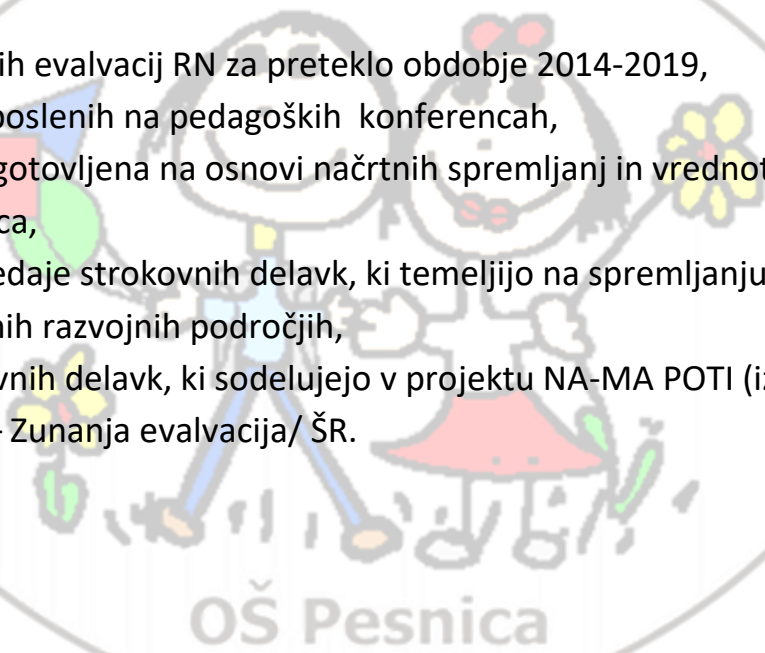 ih evalvacij RN za preteklo obdobje 2014-2019,
poslenih na pedagoških konferencah,
gotovljena na osnovi načrtnih spremljanj in vrednot
ca,
edaje strokovnih delavk, ki temeljijo na spremljanju
nih razvojnih področjih,
vnih delavk, ki sodelujejo v projektu NA-MA POTI (iz
- Zunanja evalvacija/ ŠR.
OŠ Pesnica